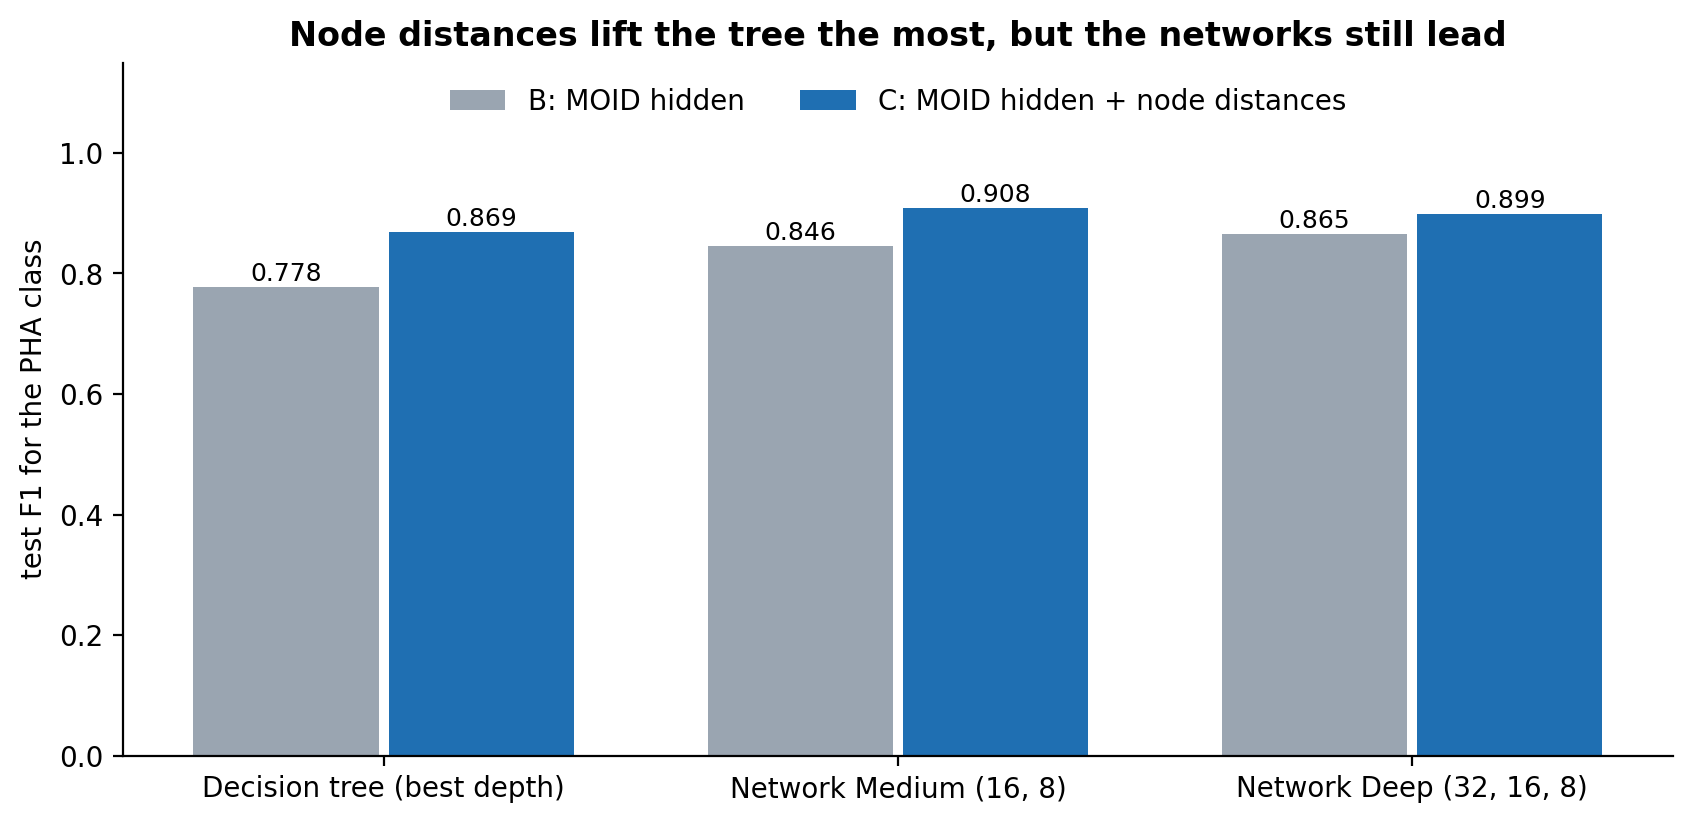 Node distances lift the tree the most, but the networks still lead
B: MOID hidden
C: MOID hidden + node distances
test F1 for the PHA class
1.0
0.8
0.6
0.4
0.2
0.0
0.778
0.869
0.846
0.908
0.865
0.899
Decision tree (best depth)
Network Medium (16, 8)
Network Deep (32, 16, 8)